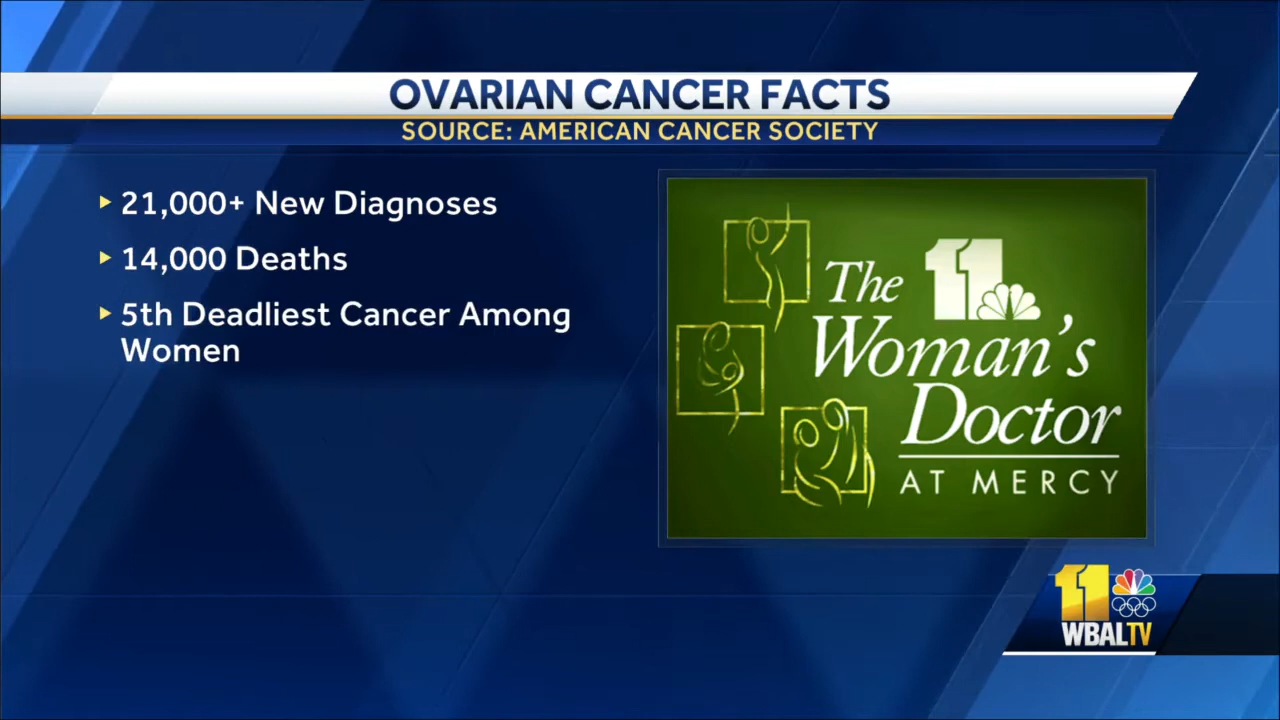 OVARIAN CANCER FACTS
SOURCE: AMERICAN CANCER SOCIETY
21,000+ New Diagnoses
14,000 Deaths
5th Deadliest Cancer Among
Women
The 11
Woman's
Doctor
AT MERCY
11
WBALTV